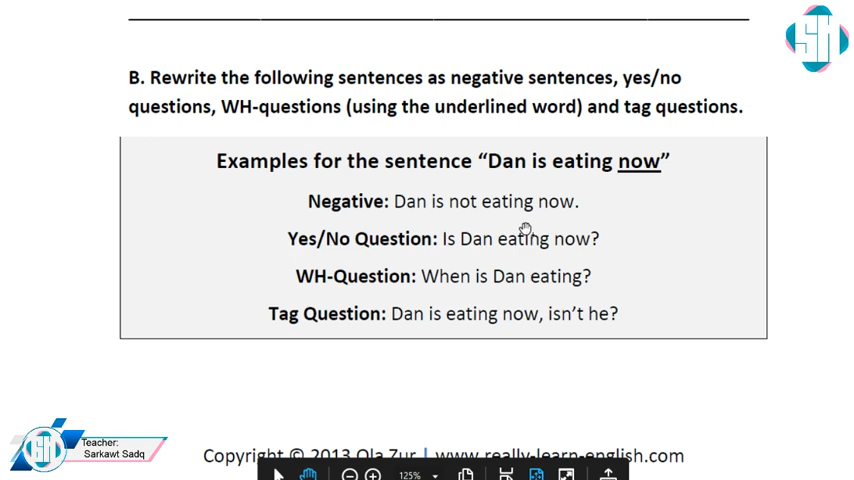 SH
B. Rewrite the following sentences as negative sentences, yes/no
questions, WH-questions (using the underlined word) and tag questions.
Examples for the sentence “Dan is eating now”
Negative: Dan is not eating now.
Yes/No Question: Is Dan eating now?
WH-Question: When is Dan eating?
Tag Question: Dan is eating now, isn’t he?
SH
Teacher:
Sarkawt Sadq
Copyright © 2013 Ola Zur | www.really-learn-english.com
125%